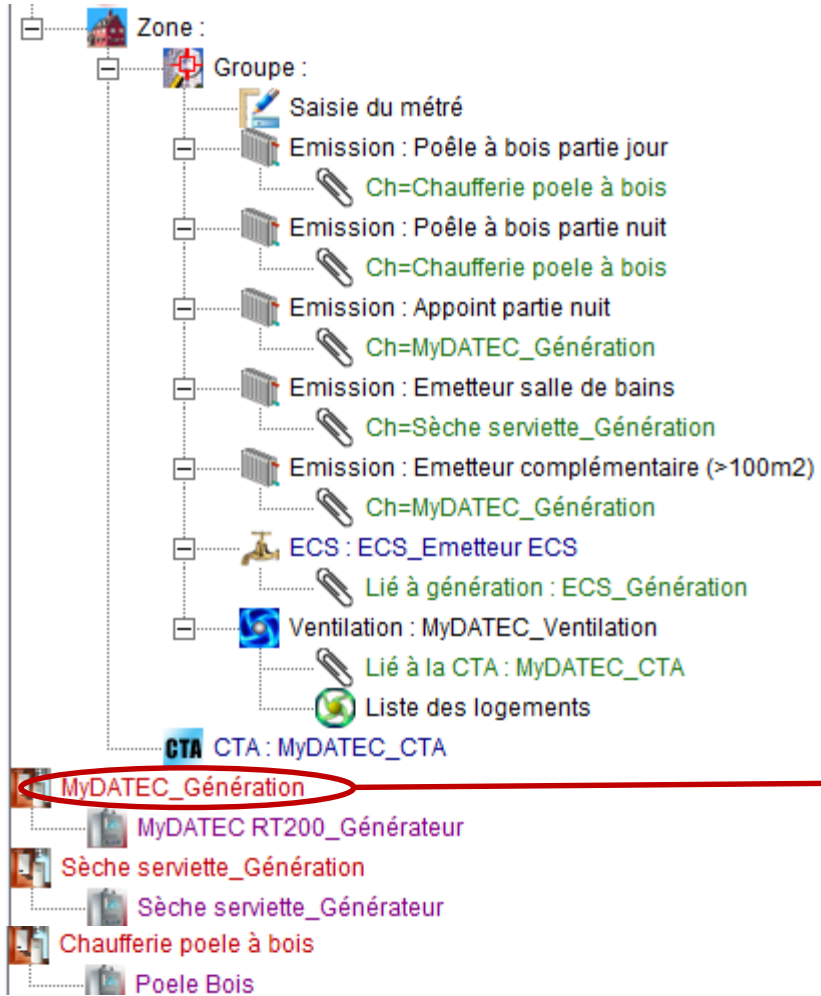 Zone :
Groupe :
Saisie du métré
Emission : Poêle à bois partie jour
Ch=Chaufferie poele à bois
Emission : Poêle à bois partie nuit
Ch=Chaufferie poele à bois
Emission : Appoint partie nuit
Ch=MyDATEC_Génération
Emission : Emetteur salle de bains
Ch=Sèche serviette_Génération
Emission : Emetteur complémentaire (>100m2)
Ch=MyDATEC_Génération
ECS : ECS_Emetteur ECS
Lié à génération : ECS_Génération
Ventilation : MyDATEC_Ventilation
Lié à la CTA : MyDATEC_CTA
Liste des logements
CTA CTA : MyDATEC_CTA
MyDATEC_Génération
MyDATEC RT200_Générateur
Sèche serviette_Génération
Sèche serviette_Générateur
Chaufferie poele à bois
Poele Bois